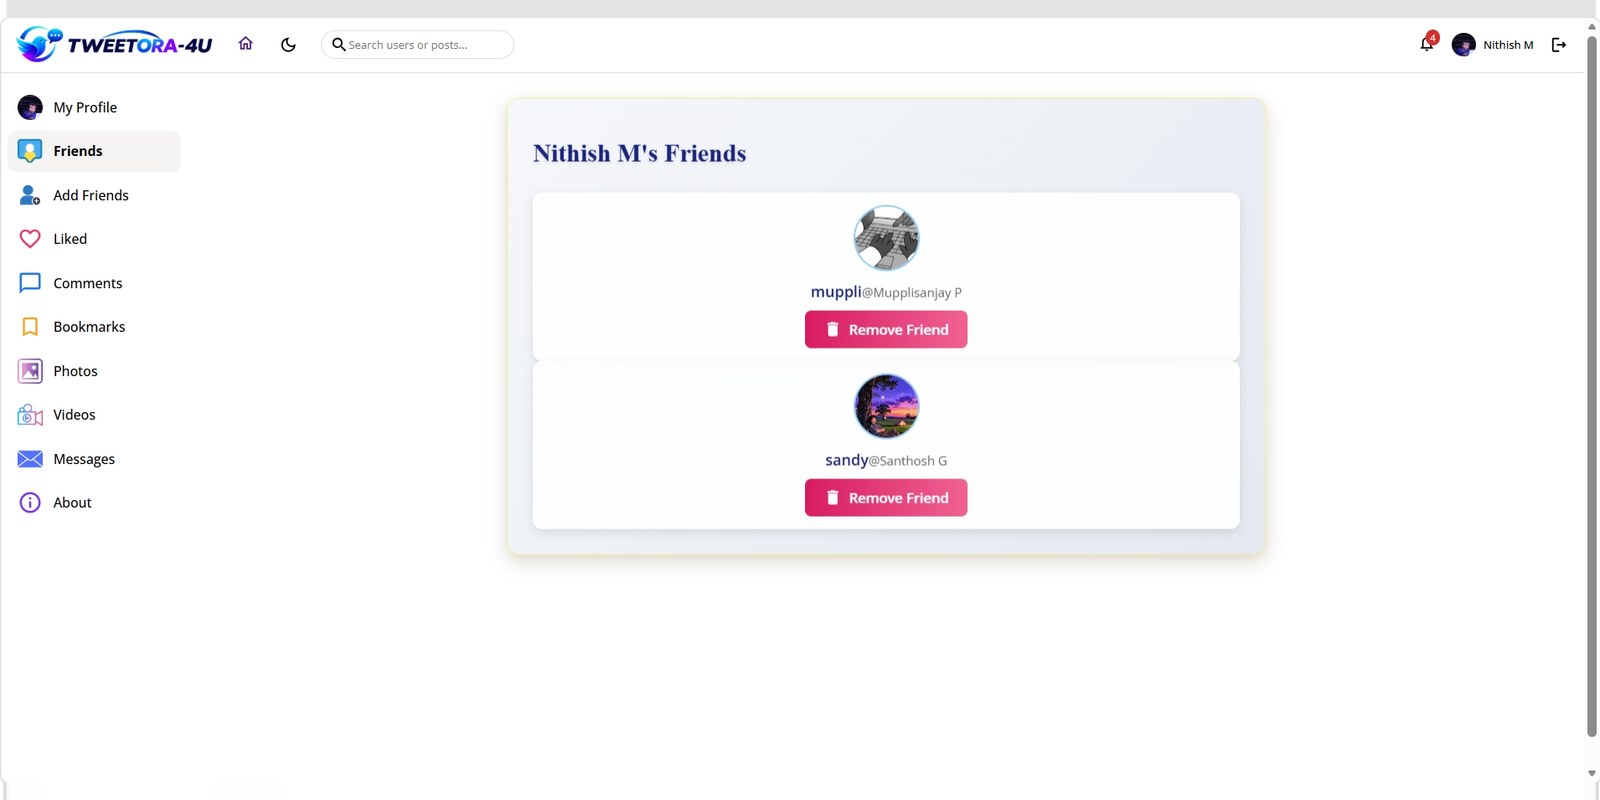 TWEETORA-4U
Search users or posts...
4
Nithish M
My Profile
Friends
Add Friends
Liked
Comments
Bookmarks
Photos
Videos
Messages
About
Nithish M's Friends
muppli@Mupplisanjay P
Remove Friend
sandy@Santhosh G
Remove Friend